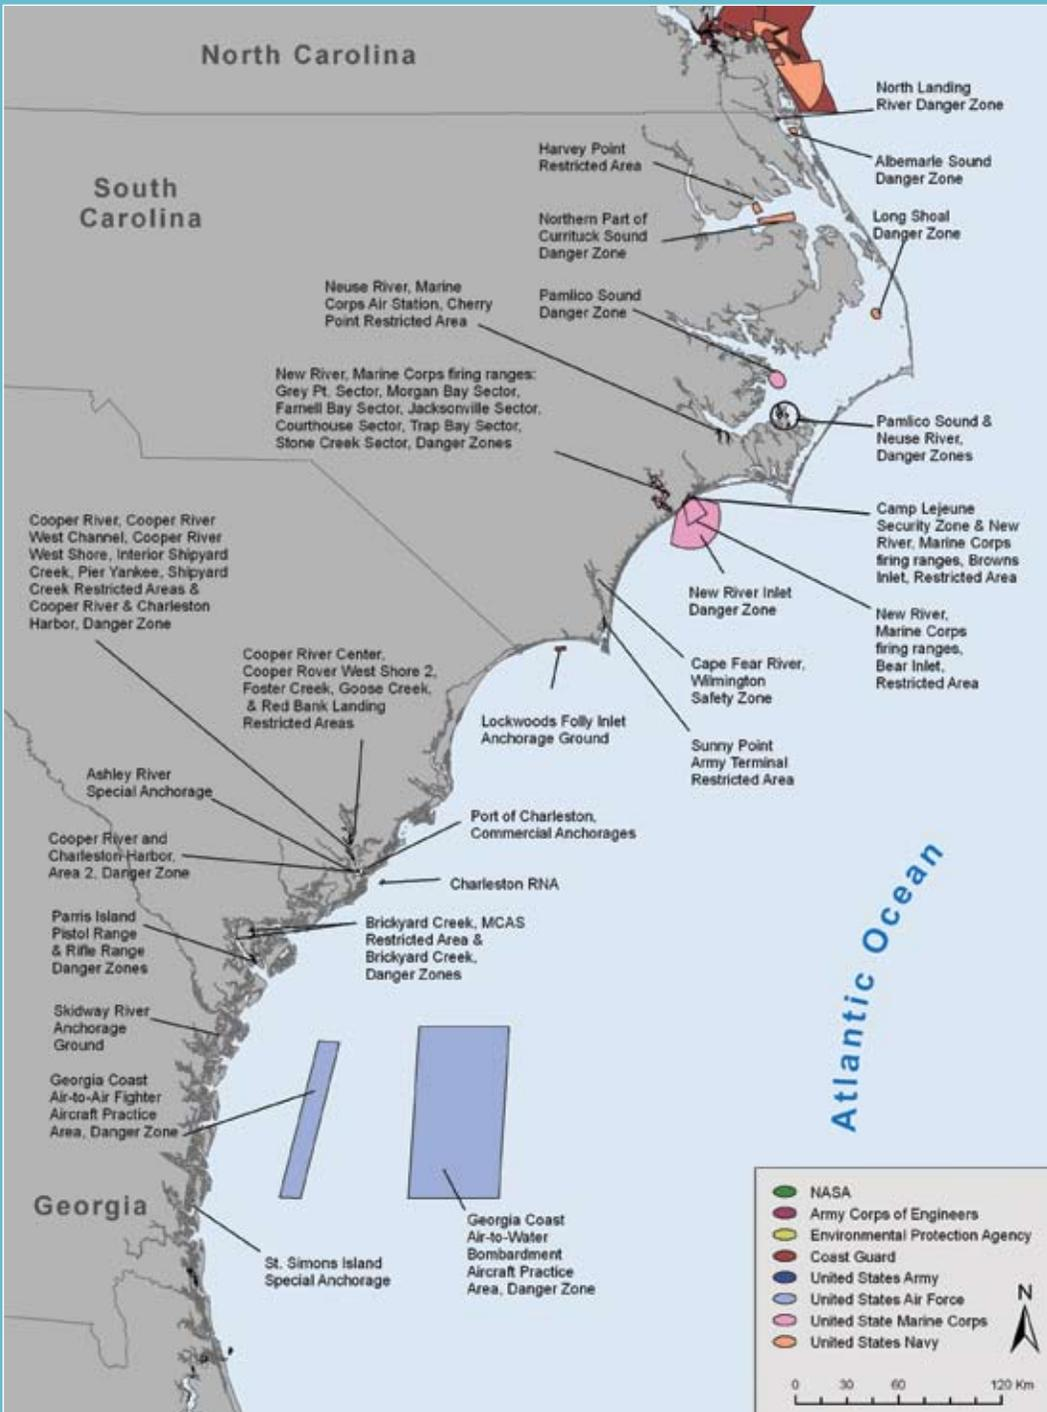 North Carolina
South
Carolina
North Landing
River Danger Zone
Harvey Point
Restricted Area
Albemarle Sound
Danger Zone
Northern Part of
Currituck Sound
Danger Zone
Long Shoal
Danger Zone
Neuse River, Marine
Corps Air Station, Cherry
Point Restricted Area
Pamlico Sound
Danger Zone
New River, Marine Corps firing ranges:
Grey Pt. Sector, Morgan Bay Sector,
Farnell Bay Sector, Jacksonville Sector,
Courthouse Sector, Trap Bay Sector,
Stone Creek Sector, Danger Zones
Pamlico Sound &
Neuse River,
Danger Zones
Cooper River, Cooper River
West Channel, Cooper River
West Shore, Interior Shipyard
Creek, Pier Yankee, Shipyard
Creek Restricted Areas &
Cooper River & Charleston
Harbor, Danger Zone
Camp Lejeune
Security Zone & New
River, Marine Corps
firing ranges, Browns
Inlet, Restricted Area
New River Inlet
Danger Zone
New River,
Marine Corps
firing ranges,
Bear Inlet,
Restricted Area
Cooper River Center,
Cooper Rover West Shore 2,
Foster Creek, Goose Creek,
& Red Bank Landing
Restricted Areas
Cape Fear River,
Wilmington
Safety Zone
Lockwoods Folly Inlet
Anchorage Ground
Sunny Point
Army Terminal
Restricted Area
Ashley River
Special Anchorage
Port of Charleston,
Commercial Anchorages
Cooper River and
Charleston Harbor,
Area 2, Danger Zone
Charleston RNA
Parris Island
Pistol Range
& Rifle Range
Danger Zones
Brickyard Creek, MCAS
Restricted Area &
Brickyard Creek,
Danger Zones
Atlantic Ocean
Skidway River
Anchorage
Ground
Georgia Coast
Air-to-Air Fighter
Aircraft Practice
Area, Danger Zone
Georgia
Georgia Coast
Air-to-Water
Bombardment
Aircraft Practice
Area, Danger Zone
St. Simons Island
Special Anchorage
NASA
Army Corps of Engineers
Environmental Protection Agency
Coast Guard
United States Army
United States Air Force
United State Marine Corps
United States Navy
N
0 30 60 120 Km